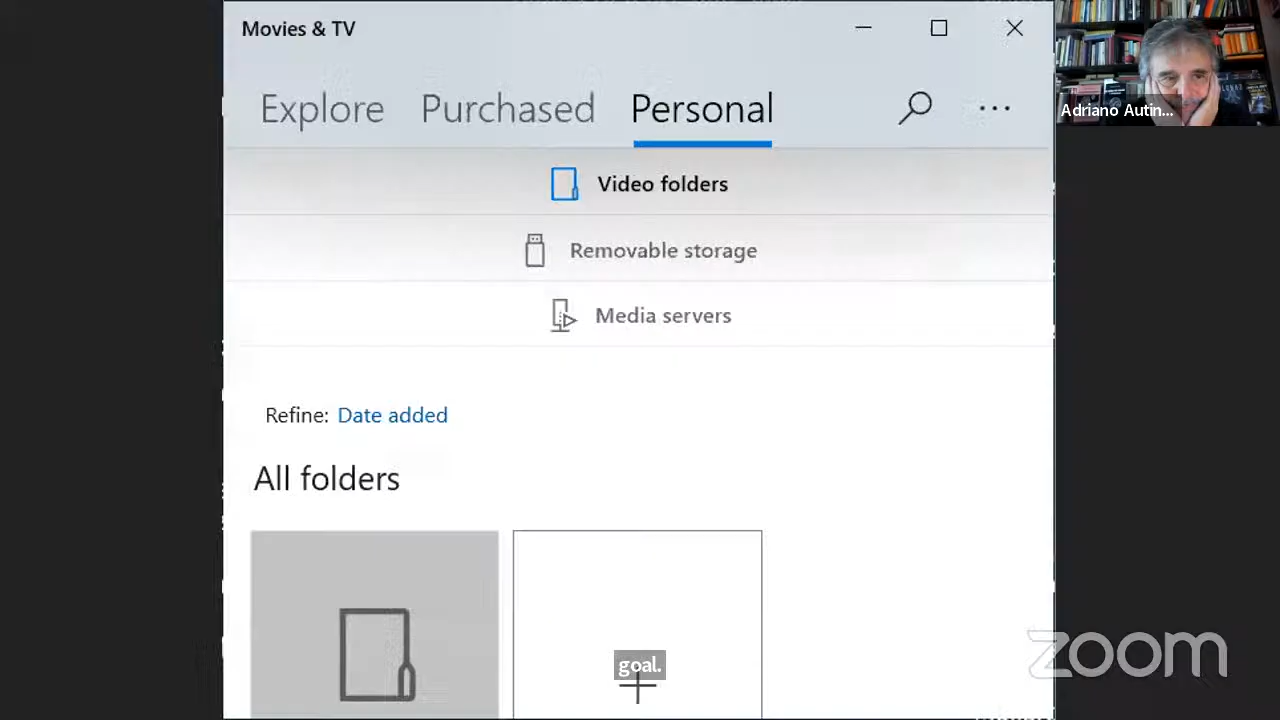 Movies & TV
Explore Purchased Personal
Adriano Autin...
Video folders
Removable storage
Media servers
Refine: Date added
All folders
goal.
zoom